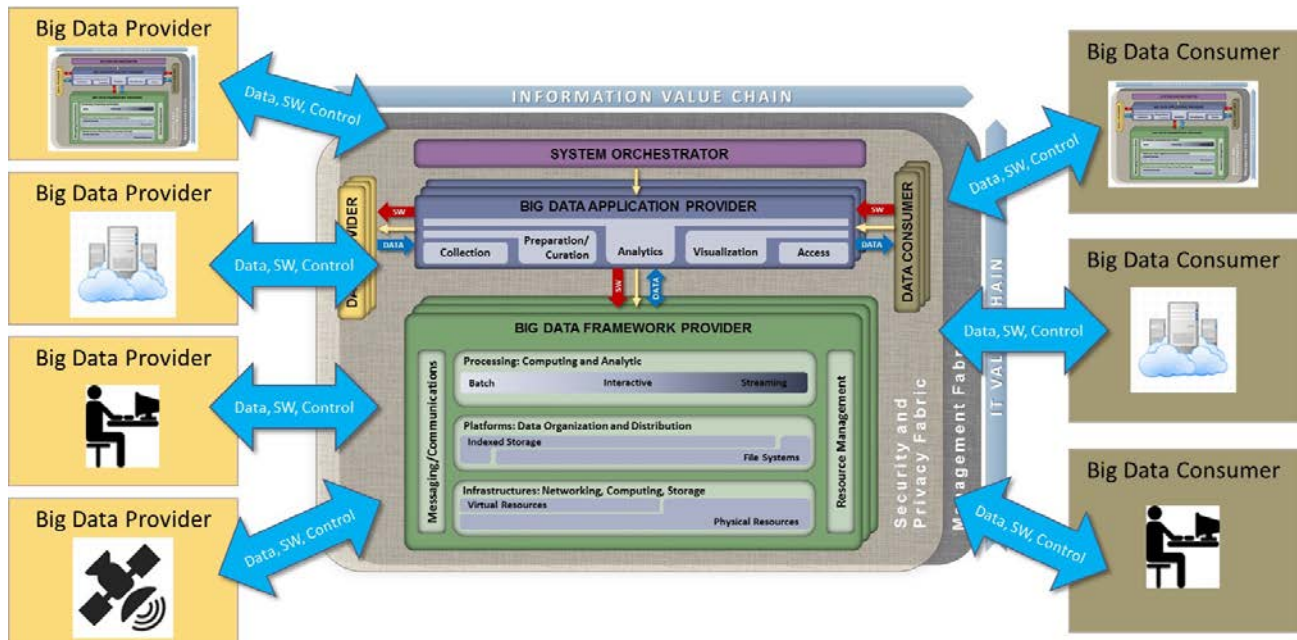 Big Data Provider
Data, SW, Control
Big Data Provider
Data, SW, Control
Big Data Provider
Data, SW, Control
Big Data Provider
Data, SW, Control
INFORMATION VALUE CHAIN
SYSTEM ORCHESTRATOR
BIG DATA APPLICATION PROVIDER
SW
DATA
Collection
Preparation/
Curation
Analytics
Visualization
Access
SW
DATA
DATA CONSUMER
SW
DATA
BIG DATA FRAMEWORK PROVIDER
Messaging/Communications
Processing: Computing and Analytic
Batch
Interactive
Streaming
Platforms: Data Organization and Distribution
Indexed Storage
File Systems
Infrastructures: Networking, Computing, Storage
Virtual Resources
Physical Resources
Resource Management
Security and
Privacy Fabric
Management
IT
Big Data Consumer
Data, SW, Control
Big Data Consumer
Data, SW, Control
Big Data Consumer
Data, SW, Control